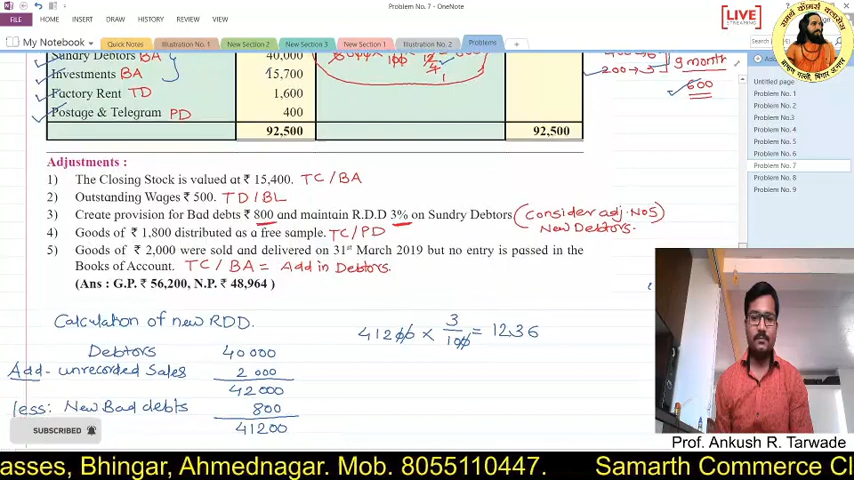 Problem No. 7 - OneNote
LIVE
FILE INSERT DRAW HISTORY REVIEW VIEW
My Notebook Quick Notes Illustration No. 1 New Section 2 New Section 3 New Section 1 Illustration No. 2 Problems +
Sundry Debtors BA 40,000
Investments BA 15,700
Factory Rent TD 1,600
Postage & Telegram PD 400
92,500 92,500
9 month
600
Untitled page
Problem No. 1
Problem No. 2
Problem No.3
Problem No. 4
Problem No. 5
Problem No. 6
Problem No. 7
Problem No. 8
Problem No. 9
Adjustments :
1) The Closing Stock is valued at ₹ 15,400. TC/BA
2) Outstanding Wages ₹ 500. TD/BL
3) Create provision for Bad debts ₹ 800 and maintain R.D.D 3% on Sundry Debtors (Consider adj. No5)
New Debtors.
4) Goods of ₹ 1,800 distributed as a free sample. TC/PD
5) Goods of ₹ 2,000 were sold and delivered on 31st March 2019 but no entry is passed in the
Books of Account. TC/BA = Add in Debtors.
(Ans : G.P. ₹ 56,200, N.P. ₹ 48,964 )
Calculation of new RDD.
41200 × 3/100 = 1236
Debtors 40000
Add- unrecorded Sales 2000
42000
less: New Bad debts 800
41200
SUBSCRIBED
Prof. Ankush R. Tarwade
asses, Bhingar, Ahmednagar. Mob. 8055110447. Samarth Commerce Cl